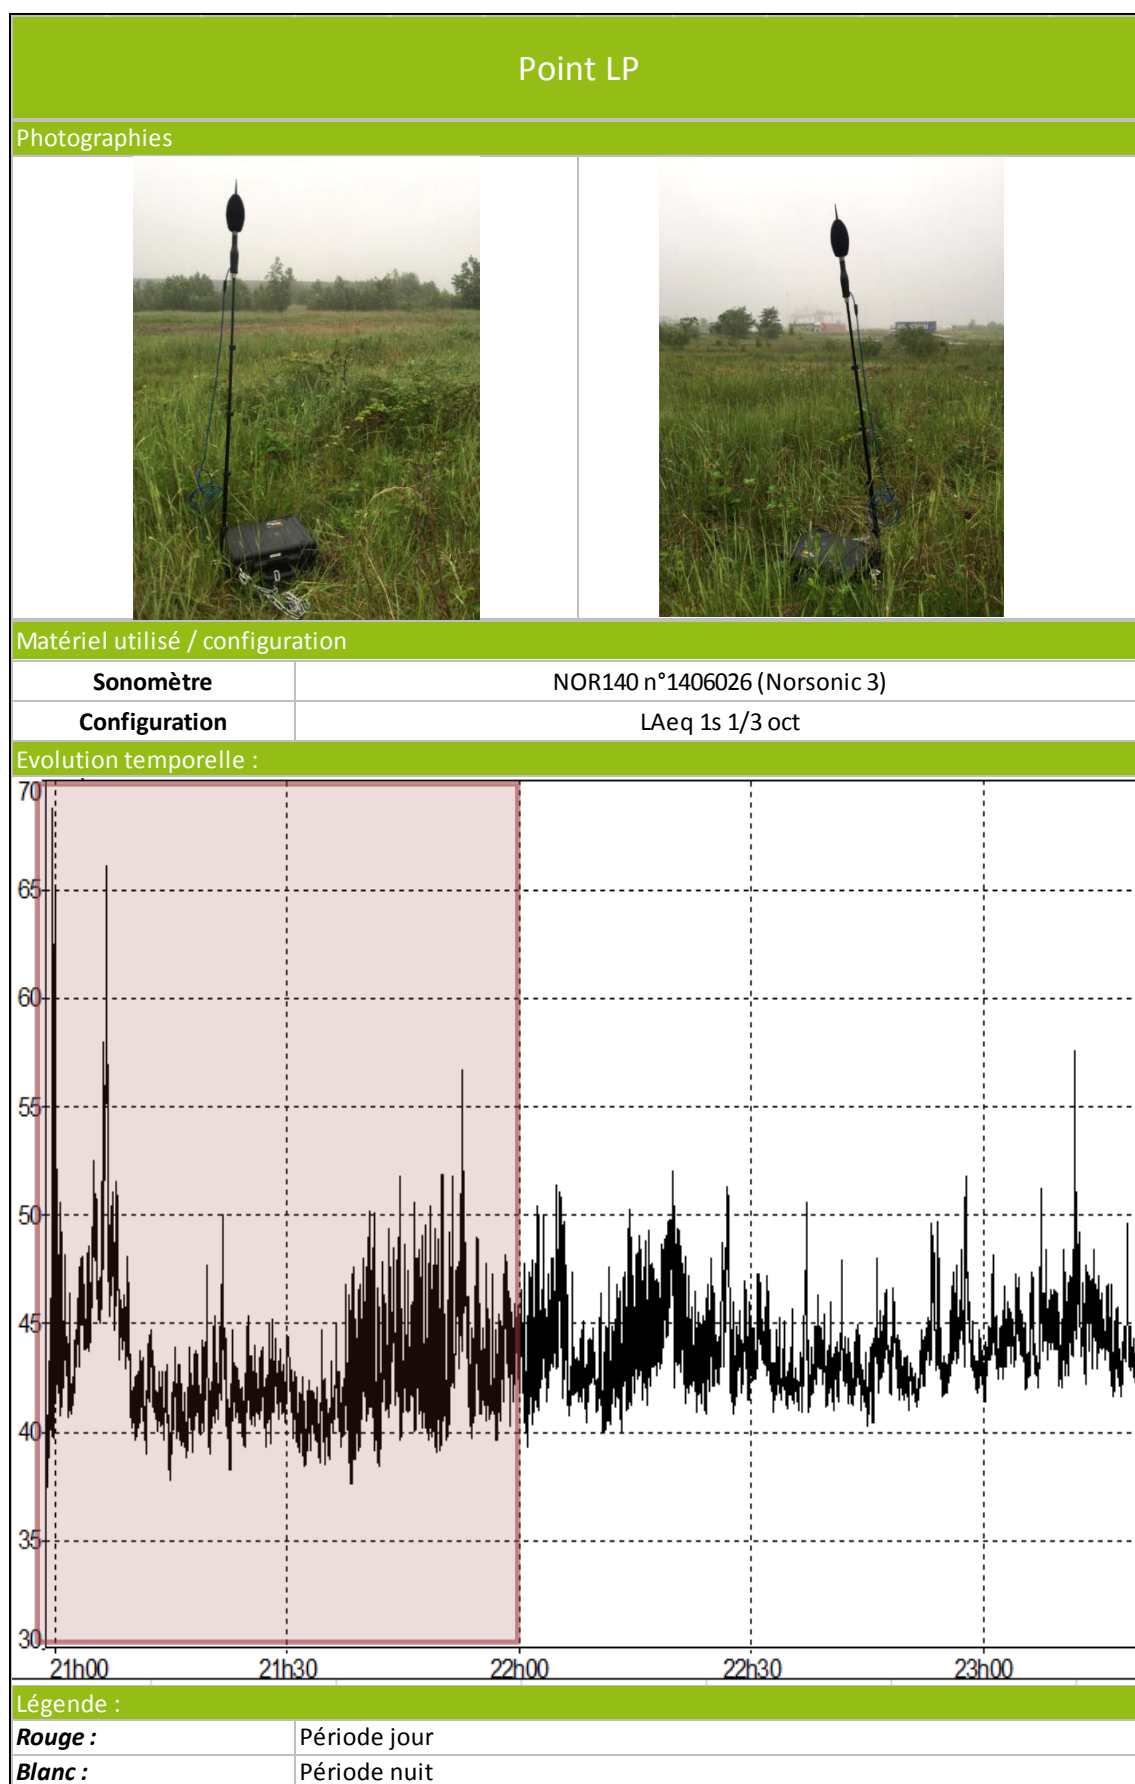 Point LP
Photographies
Matériel utilisé / configuration
Sonomètre NOR140 n°1406026 (Norsonic 3)
Configuration LAeq 1s 1/3 oct
Evolution temporelle :
70
65
60
55
50
45
40
35
30
21h00 21h30 22h00 22h30 23h00
Légende :
Rouge : Période jour
Blanc : Période nuit